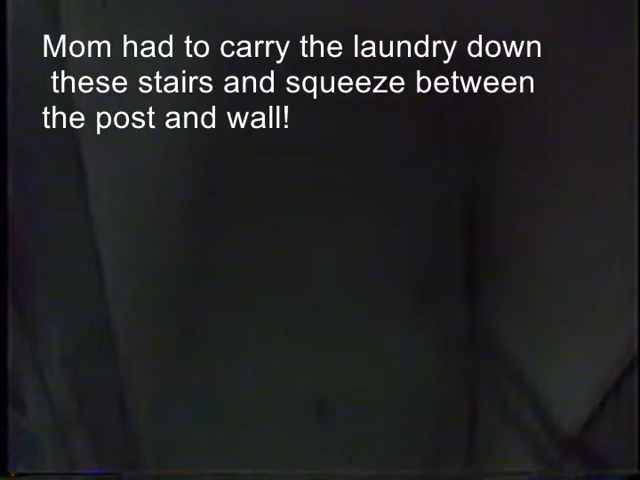 Mom had to carry the laundry down
these stairs and squeeze between
the post and wall!